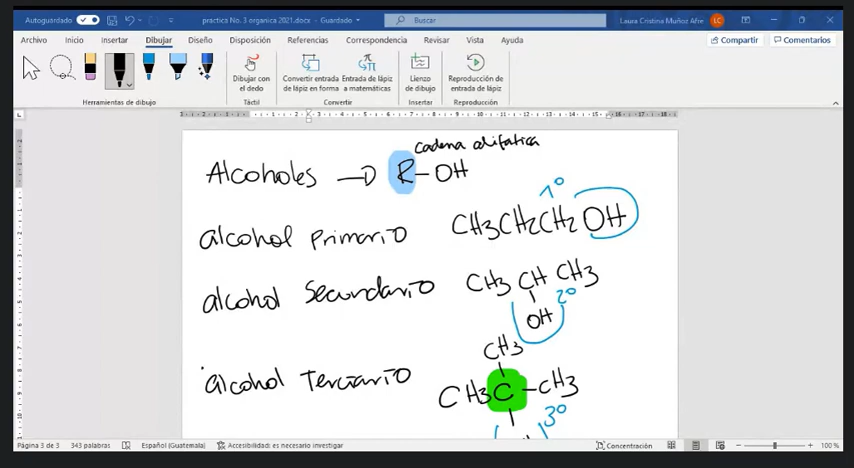 Autoguardado
practica No. 3 organica 2021.docx - Guardado
Buscar
Laura Cristina Muñoz Afre LC
Archivo Inicio Insertar Dibujar Diseño Disposición Referencias Correspondencia Revisar Vista Ayuda
Compartir Comentarios
Dibujar con el dedo
Convertir entrada de lápiz en forma
Entrada de lápiz a matemáticas
Lienzo de dibujo
Reproducción de entrada de lápiz
Herramientas de dibujo Táctil Convertir Insertar Reproducción
cadena alifatica
Alcoholes → R-OH
1°
alcohol Primario CH3CH2CH2OH
alcohol Secundario CH3 CH CH3
OH 2°
CH3
alcohol Terciario CH3 C - CH3
3°
Página 3 de 3 343 palabras Español (Guatemala) Accesibilidad: es necesario investigar Concentración 100 %